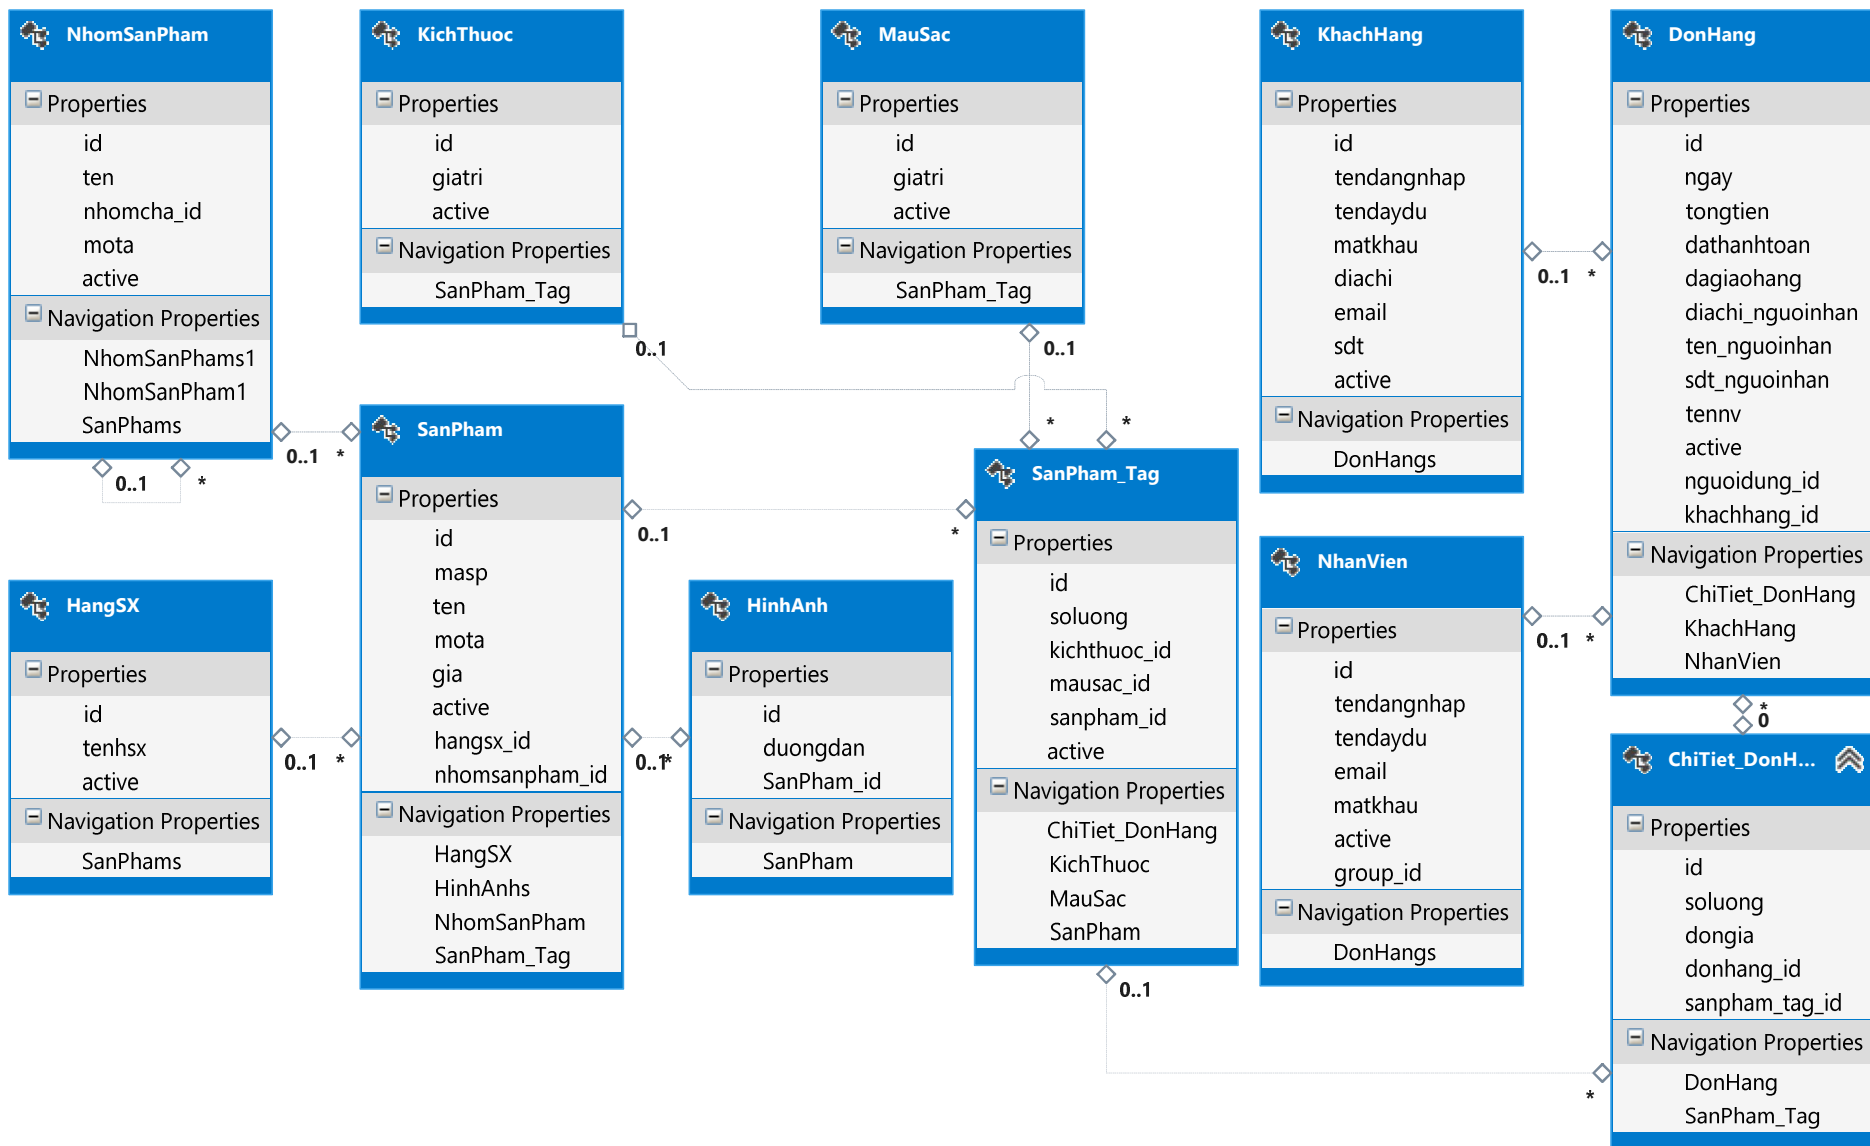 NhomSanPham
Properties
id
ten
nhomcha_id
mota
active
Navigation Properties
NhomSanPhams1
NhomSanPham1
SanPhams
0..1
*
0..1
*
KichThuoc
Properties
id
giatri
active
Navigation Properties
SanPham_Tag
0..1
*
MauSac
Properties
id
giatri
active
Navigation Properties
SanPham_Tag
0..1
*
KhachHang
Properties
id
tendangnhap
tendaydu
matkhau
diachi
email
sdt
active
Navigation Properties
DonHangs
0..1
*
DonHang
Properties
id
ngay
tongtien
dathanhtoan
dagiaohang
diachi_nguoinhan
ten_nguoinhan
sdt_nguoinhan
tennv
active
nguoidung_id
khachhang_id
Navigation Properties
ChiTiet_DonHang
KhachHang
NhanVien
*
0
HangSX
Properties
id
tenhsx
active
Navigation Properties
SanPhams
0..1
*
SanPham
Properties
id
masp
ten
mota
gia
active
hangsx_id
nhomsanpham_id
Navigation Properties
HangSX
HinhAnhs
NhomSanPham
SanPham_Tag
0..1
*
0..1
*
HinhAnh
Properties
id
duongdan
SanPham_id
Navigation Properties
SanPham
SanPham_Tag
Properties
id
soluong
kichthuoc_id
mausac_id
sanpham_id
active
Navigation Properties
ChiTiet_DonHang
KichThuoc
MauSac
SanPham
0..1
*
NhanVien
Properties
id
tendangnhap
tendaydu
email
matkhau
active
group_id
Navigation Properties
DonHangs
0..1
*
ChiTiet_DonH...
Properties
id
soluong
dongia
donhang_id
sanpham_tag_id
Navigation Properties
DonHang
SanPham_Tag